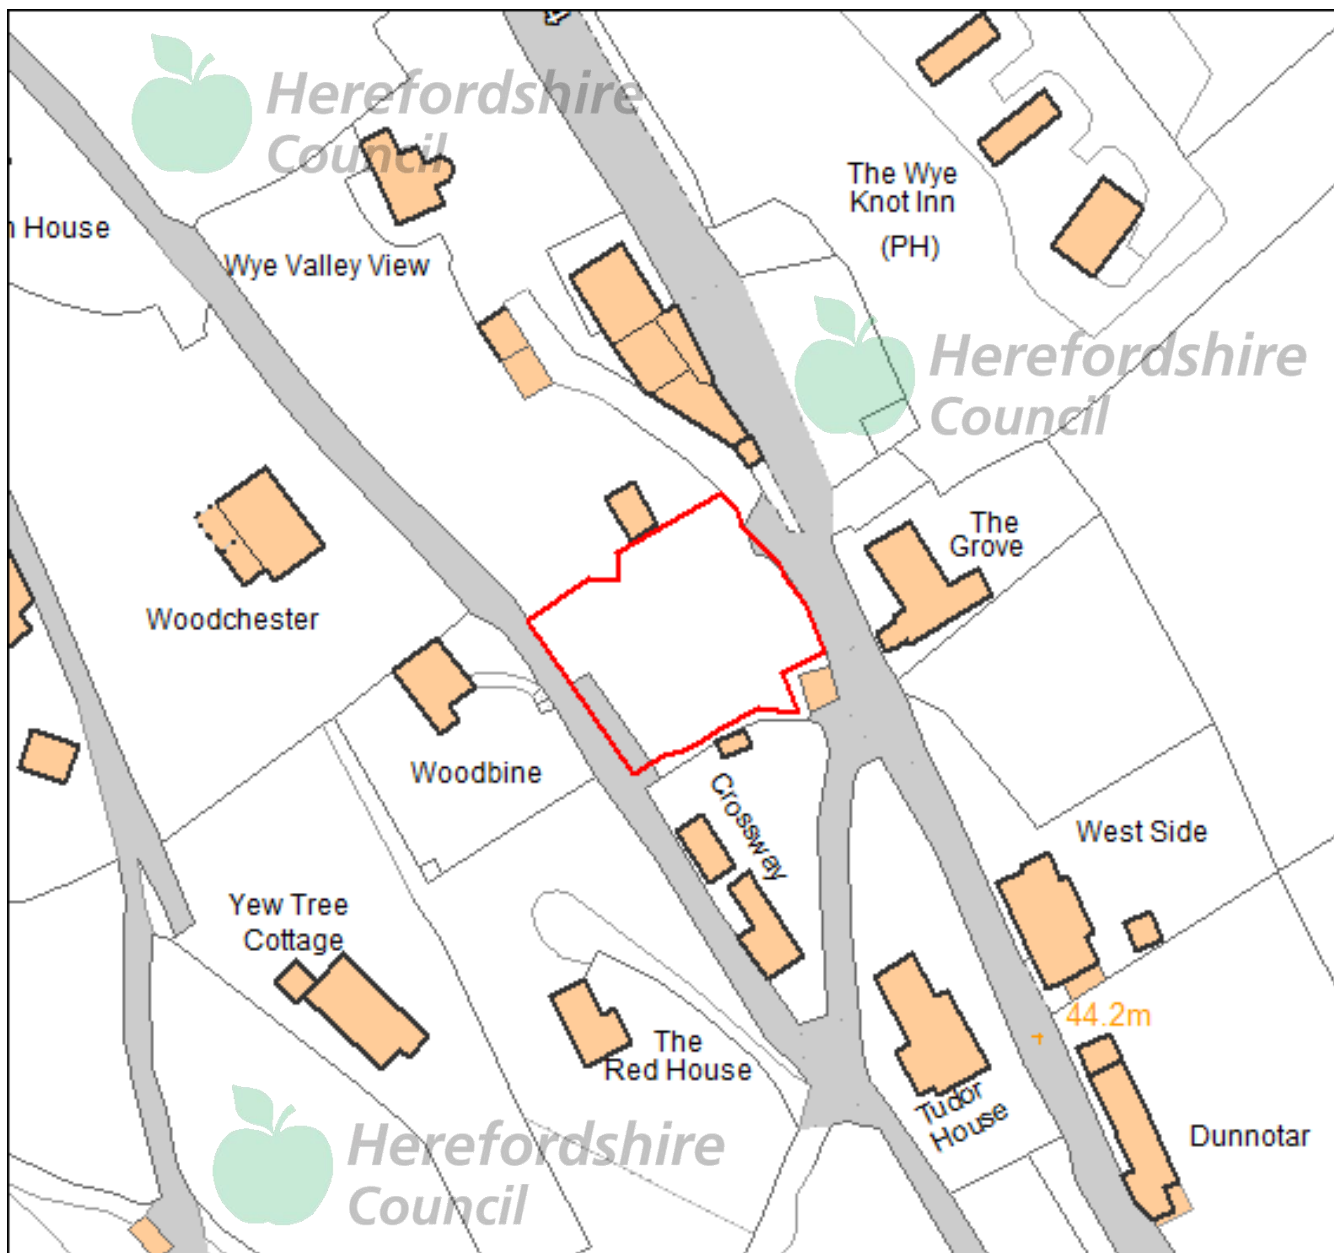 Herefordshire
Council
The Wye
Knot Inn
(PH)
House
Wye Valley View
Herefordshire
Council
The
Grove
Woodchester
Woodbine
Crossway
West Side
Yew Tree
Cottage
44.2m
The
Red House
Tudor
House
Dunnotar
Herefordshire
Council